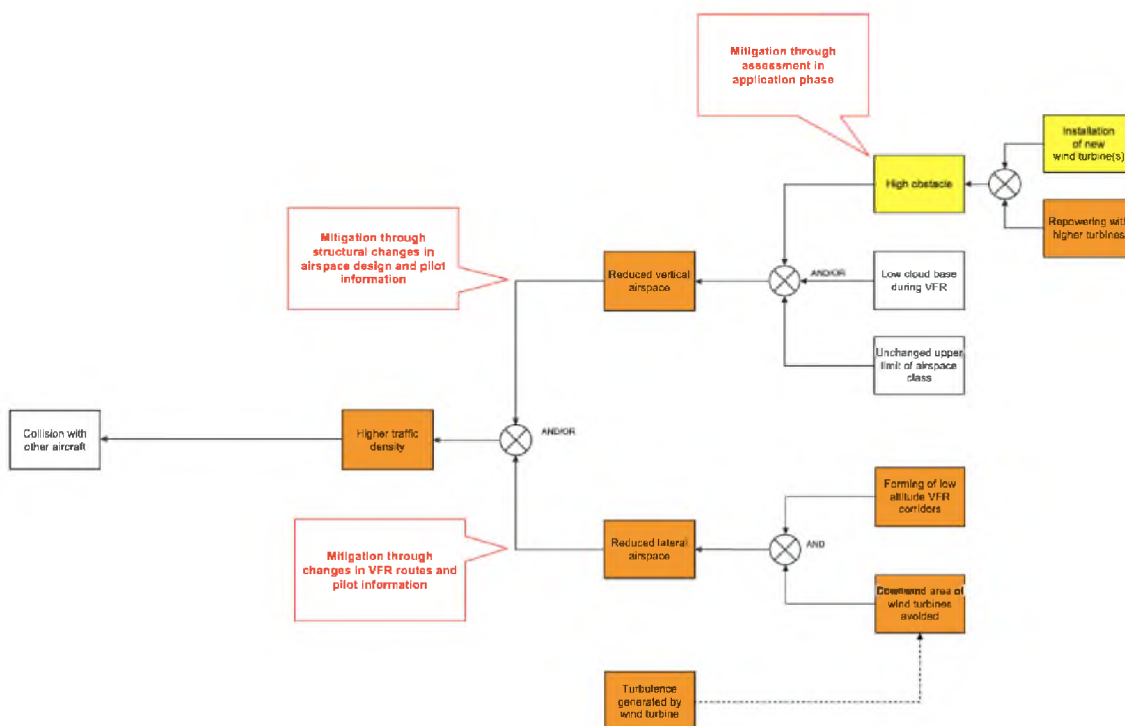 Mitigation through
assessment in
application phase
Installation
of new
wind turbine(s)
High obstacle
Repowering with
higher turbines
Mitigation through
structural changes in
airspace design and pilot
information
Reduced vertical
airspace
AND/OR
Low cloud base
during VFR
Unchanged upper
limit of airspace
class
Collision with
other aircraft
Higher traffic
density
AND/OR
Forming of low
altitude VFR
corridors
Mitigation through
changes in VFR routes and
pilot information
Reduced lateral
airspace
AND
Downwind area of
wind turbines
avoided
Turbulence
generated by
wind turbine